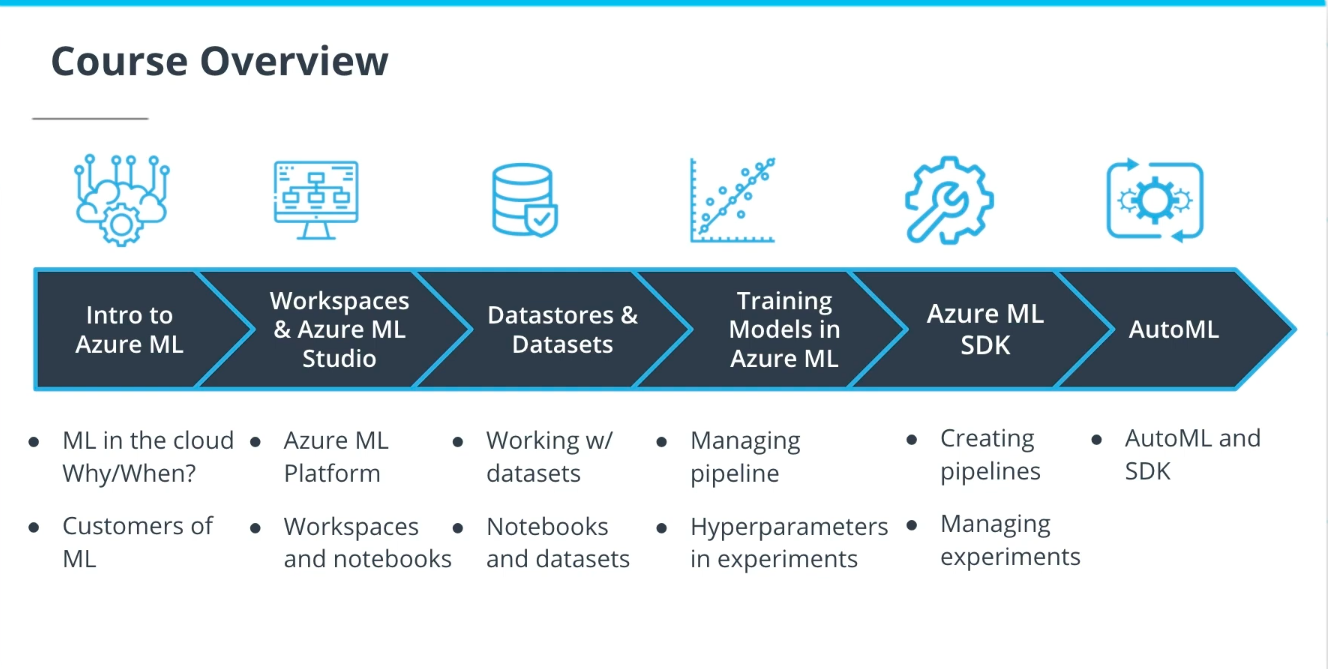 Course Overview
Intro to
Azure ML
Workspaces
& Azure ML
Studio
Datastores &
Datasets
Training
Models in
Azure ML
Azure ML
SDK
AutoML
● ML in the cloud
Why/When?
● Customers of
ML
● Azure ML
Platform
● Workspaces
and notebooks
● Working w/
datasets
● Notebooks
and datasets
● Managing
pipeline
● Hyperparameters
in experiments
● Creating
pipelines
● Managing
experiments
● AutoML and
SDK